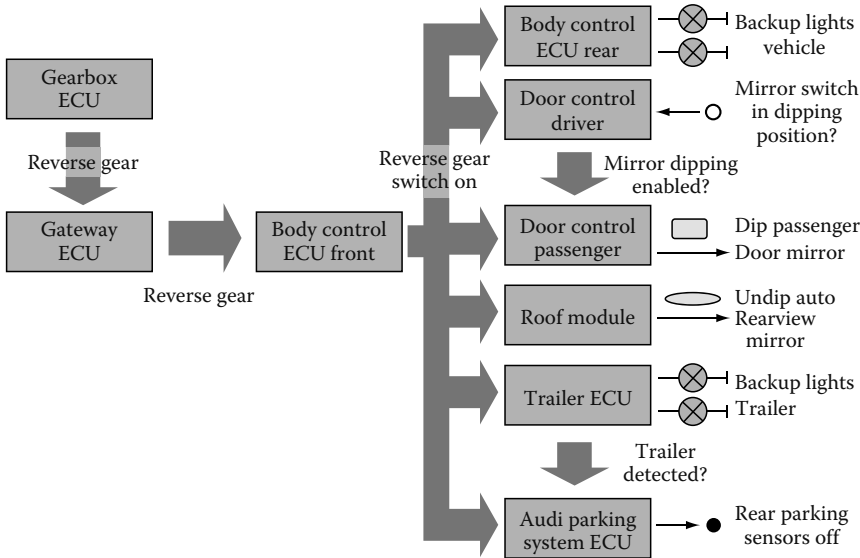 Gearbox
ECU
Reverse gear
Gateway
ECU
Reverse gear
Body control
ECU front
Reverse gear
switch on
Body control
ECU rear
Backup lights
vehicle
Door control
driver
Mirror switch
in dipping
position?
Mirror dipping
enabled?
Door control
passenger
Dip passenger
Door mirror
Roof module
Undip auto
Rearview
mirror
Trailer ECU
Backup lights
Trailer
Trailer
detected?
Audi parking
system ECU
Rear parking
sensors off